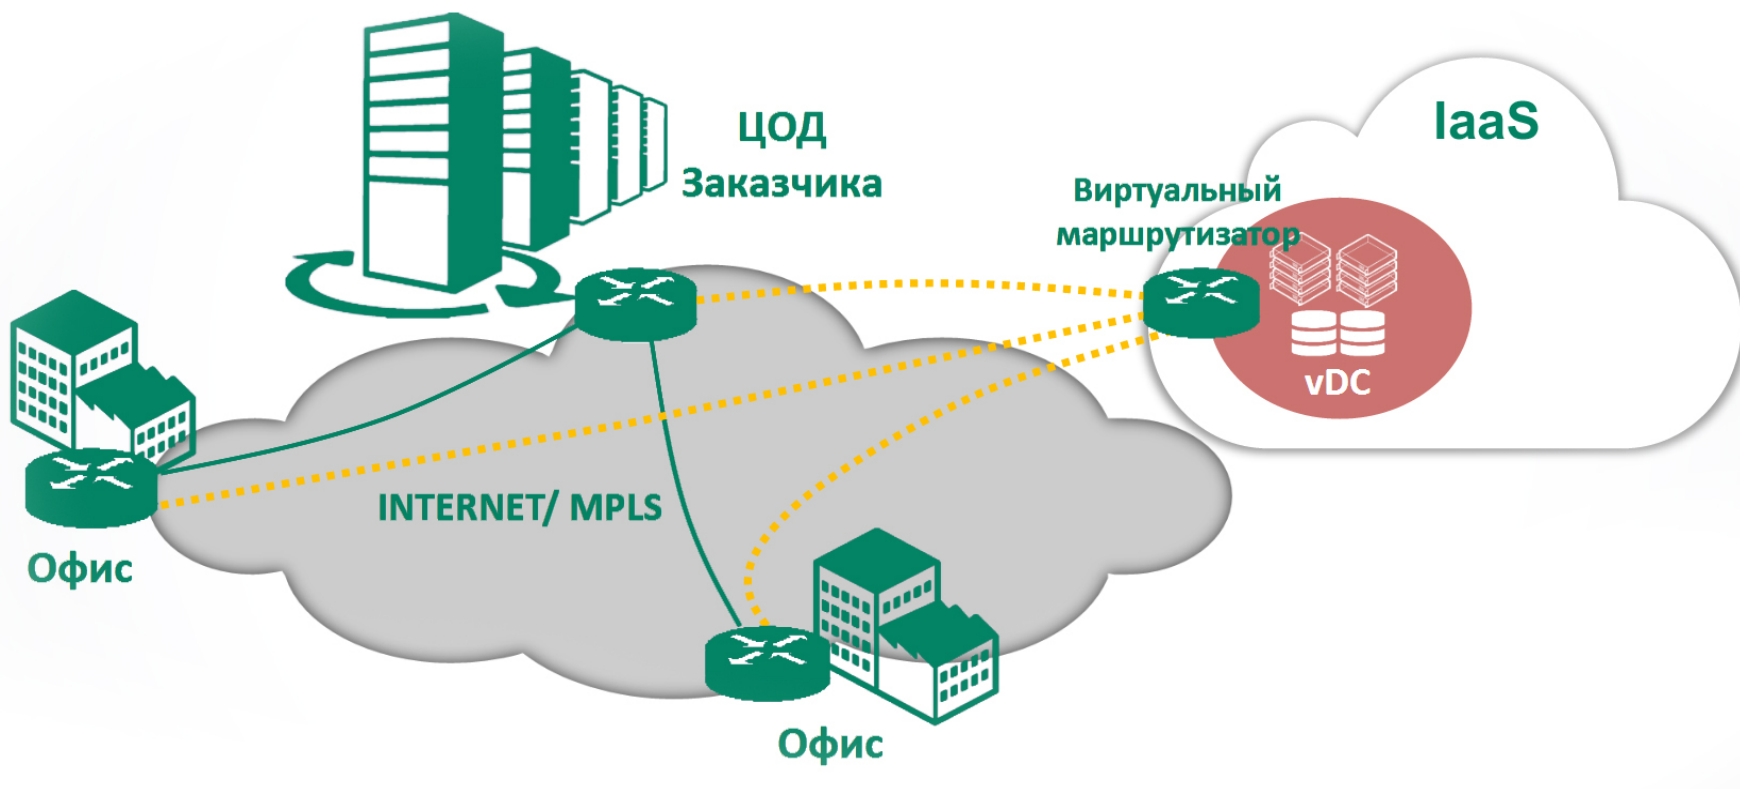 ЦОД
Заказчика
IaaS
Виртуальный
маршрутизатор
vDC
INTERNET/ MPLS
Офис
Офис